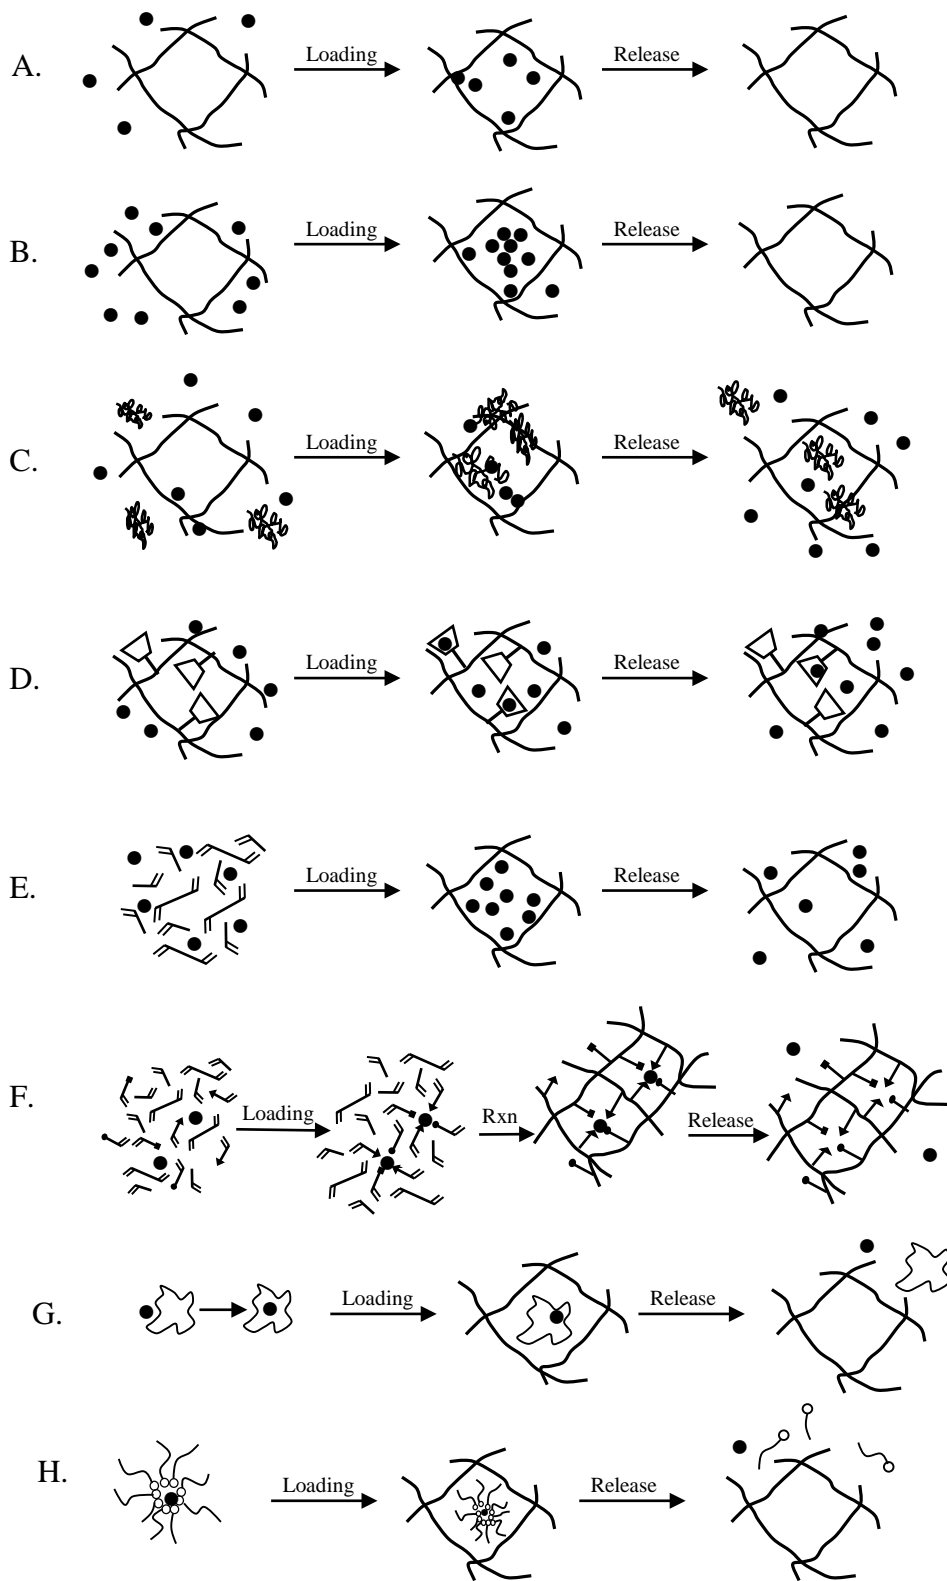 A. Loading Release
B. Loading Release
C. Loading Release
D. Loading Release
E. Loading Release
F. Loading Rxn Release
G. Loading Release
H. Loading Release